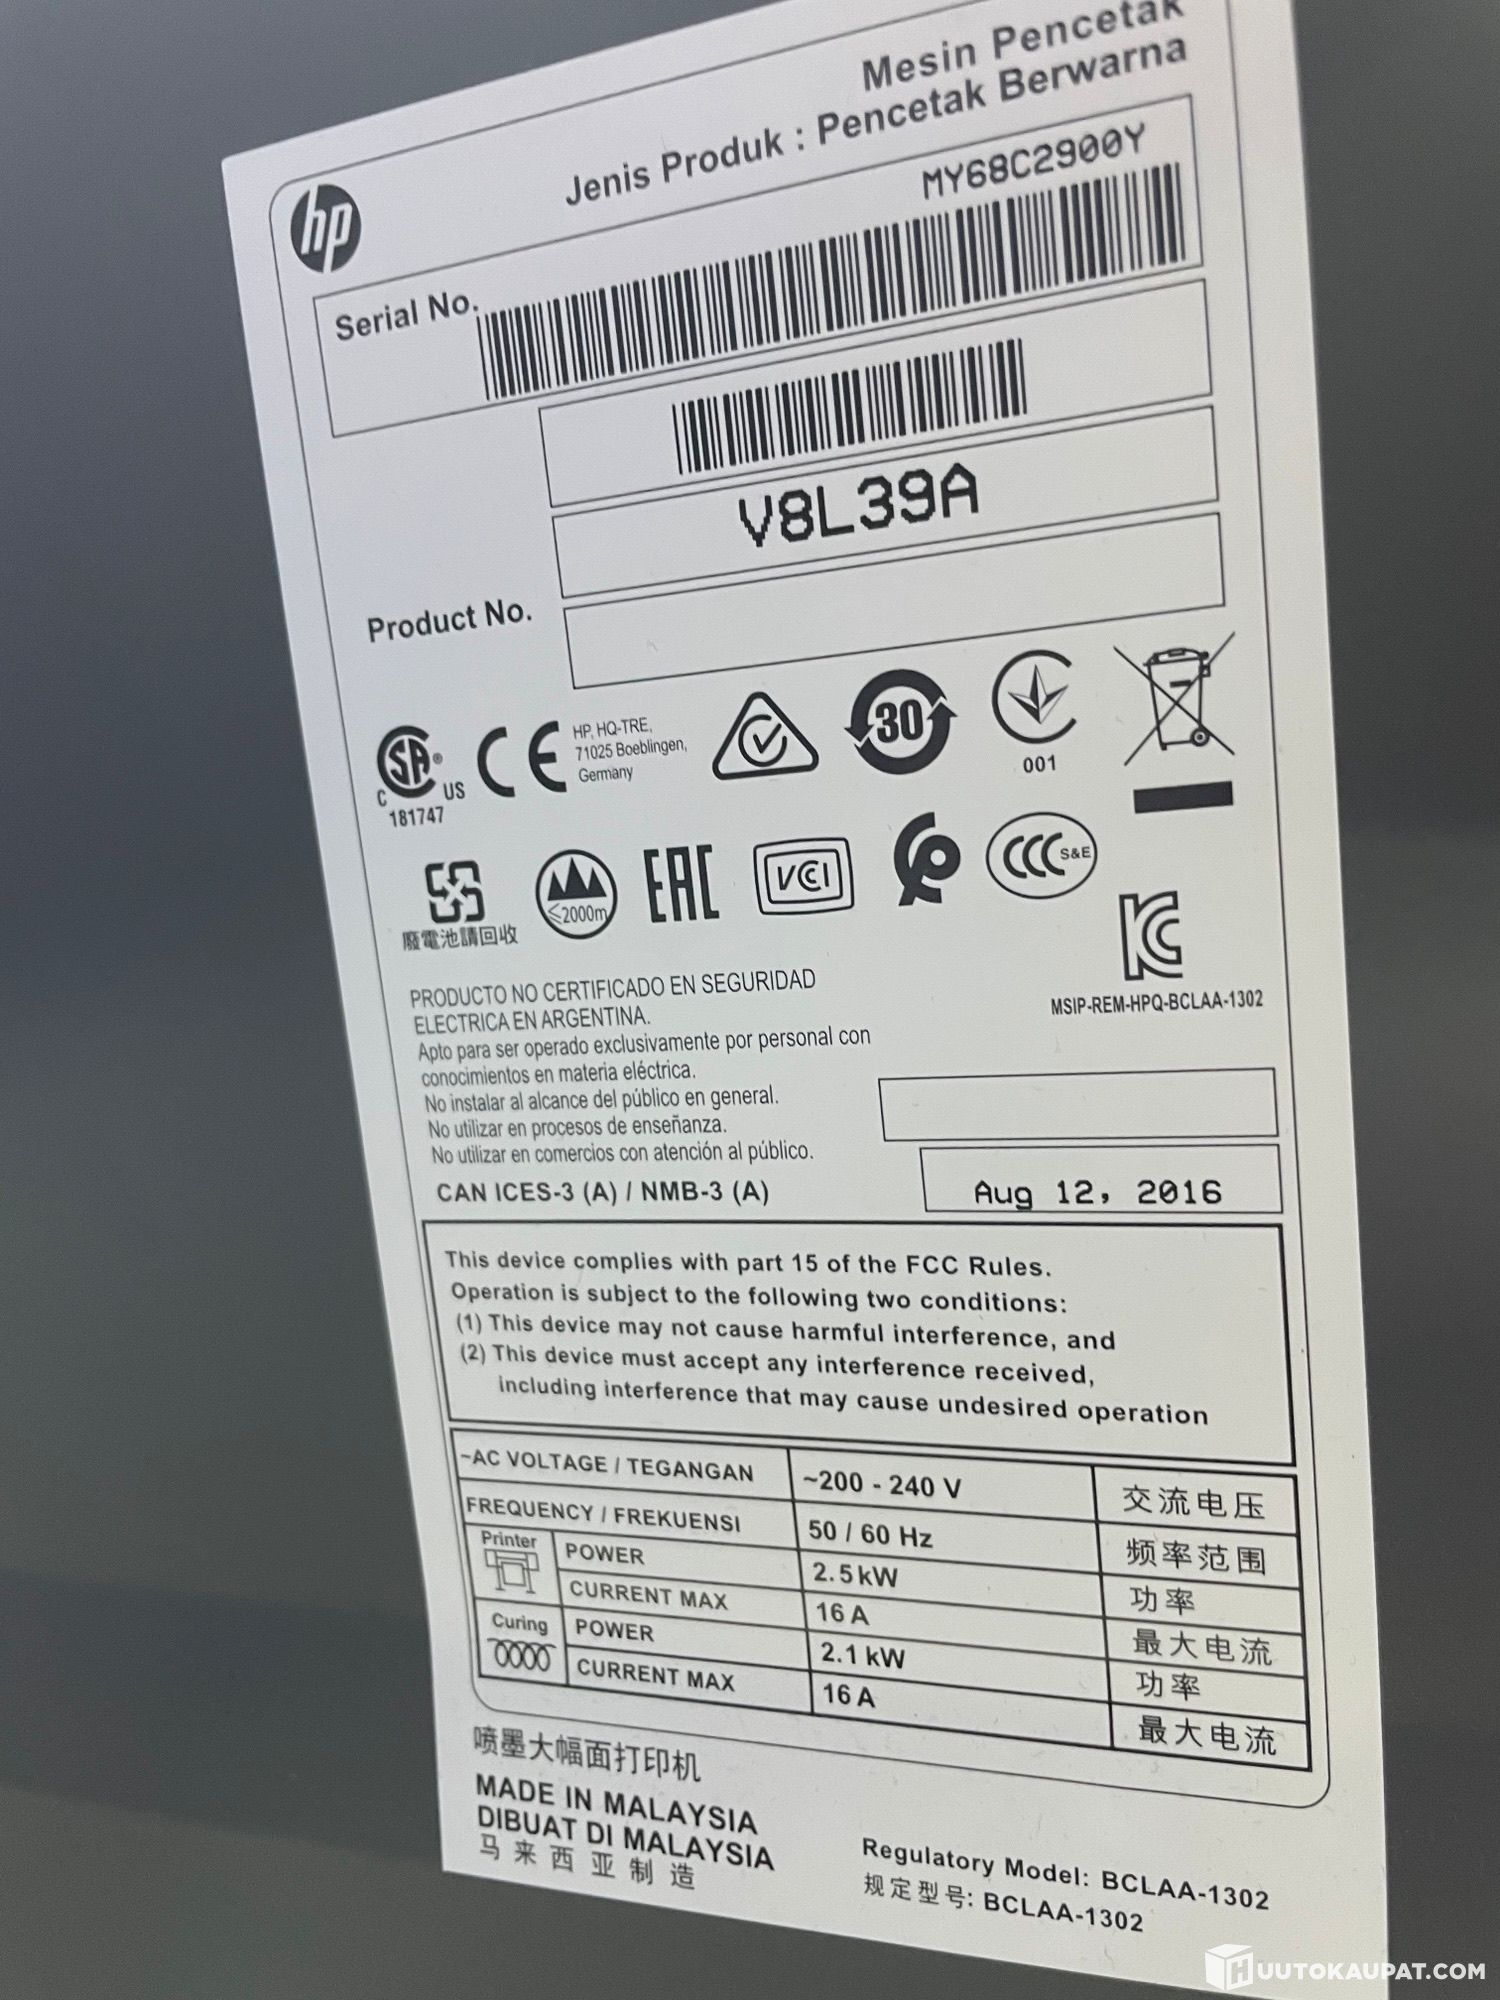 Mesin Pencetak
Jenis Produk : Pencetak Berwarna
hp
MY68C2900Y
Serial No.
V8L39A
Product No.
SA
C US
181747
CE
HP, HQ-TRE,
71025 Boeblingen,
Germany
30
001
廢電池請回收
≤2000m
EAC
VCCI
CCC S&E
KC
MSIP-REM-HPQ-BCLAA-1302
PRODUCTO NO CERTIFICADO EN SEGURIDAD
ELECTRICA EN ARGENTINA.
Apto para ser operado exclusivamente por personal con
conocimientos en materia eléctrica.
No instalar al alcance del público en general.
No utilizar en procesos de enseñanza.
No utilizar en comercios con atención al público.
CAN ICES-3 (A) / NMB-3 (A)
Aug 12, 2016
This device complies with part 15 of the FCC Rules.
Operation is subject to the following two conditions:
(1) This device may not cause harmful interference, and
(2) This device must accept any interference received,
including interference that may cause undesired operation
~AC VOLTAGE / TEGANGAN ~200 - 240 V 交流电压
FREQUENCY / FREKUENSI 50 / 60 Hz 频率范围
Printer POWER 2.5 kW 功率
CURRENT MAX 16 A 最大电流
Curing POWER 2.1 kW 功率
CURRENT MAX 16 A 最大电流
喷墨大幅面打印机
MADE IN MALAYSIA
DIBUAT DI MALAYSIA
马来西亚制造
Regulatory Model: BCLAA-1302
规定型号: BCLAA-1302
HUUTOKAUPAT.COM